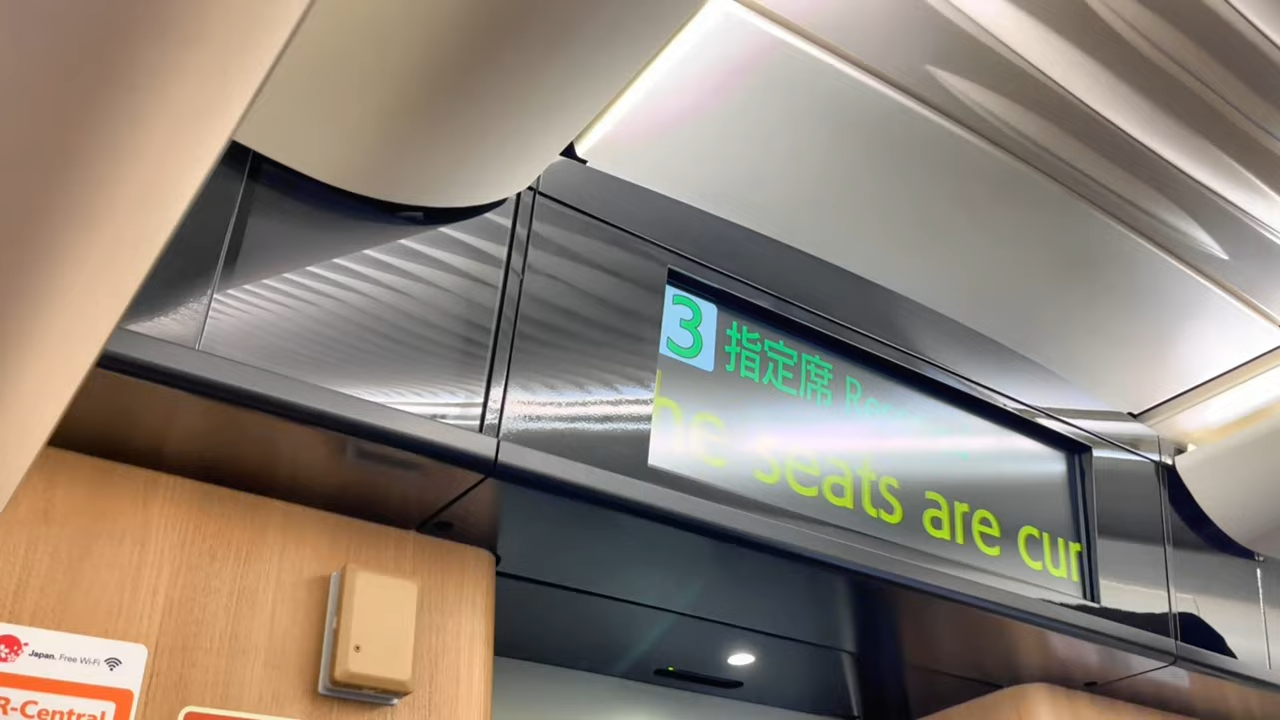 3 指定席
he seats are cur
Japan. Free Wi-Fi
R-Central